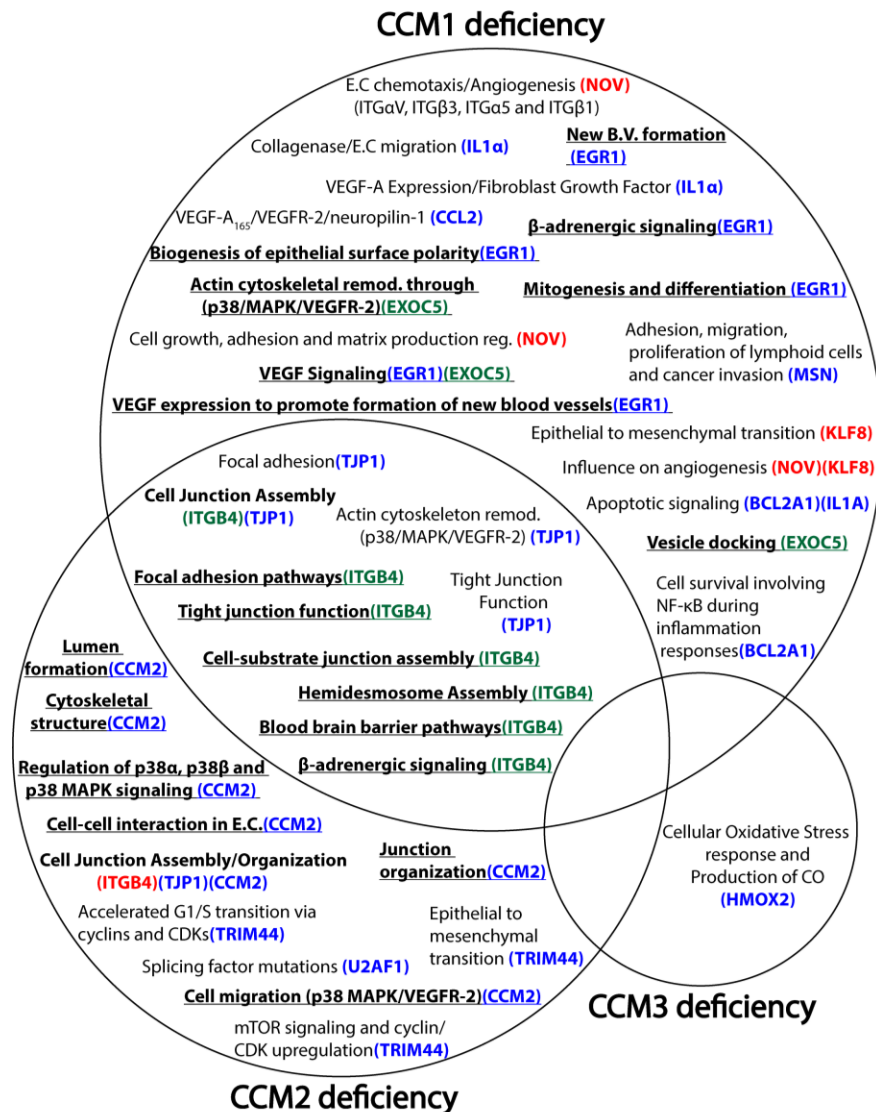 CCM1 deficiency
E.C chemotaxis/Angiogenesis (NOV)
(ITGαV, ITGβ3, ITGα5 and ITGβ1)
Collagenase/E.C migration (IL1α)
New B.V. formation
(EGR1)
VEGF-A Expression/Fibroblast Growth Factor (IL1α)
VEGF-A165/VEGFR-2/neuropilin-1 (CCL2)
β-adrenergic signaling(EGR1)
Biogenesis of epithelial surface polarity(EGR1)
Actin cytoskeletal remod. through
(p38/MAPK/VEGFR-2)(EXOC5)
Mitogenesis and differentiation (EGR1)
Cell growth, adhesion and matrix production reg. (NOV)
Adhesion, migration,
proliferation of lymphoid cells
and cancer invasion (MSN)
VEGF Signaling(EGR1)(EXOC5)
VEGF expression to promote formation of new blood vessels(EGR1)
Epithelial to mesenchymal transition (KLF8)
Influence on angiogenesis (NOV)(KLF8)
Apoptotic signaling (BCL2A1)(IL1A)
Vesicle docking (EXOC5)
Cell survival involving
NF-κB during
inflammation
responses(BCL2A1)
Focal adhesion(TJP1)
Cell Junction Assembly
(ITGB4)(TJP1)
Actin cytoskeleton remod.
(p38/MAPK/VEGFR-2) (TJP1)
Focal adhesion pathways(ITGB4)
Tight junction function(ITGB4)
Tight Junction
Function
(TJP1)
Cell-substrate junction assembly (ITGB4)
Hemidesmosome Assembly (ITGB4)
Blood brain barrier pathways(ITGB4)
β-adrenergic signaling (ITGB4)
Lumen
formation(CCM2)
Cytoskeletal
structure(CCM2)
Regulation of p38α, p38β and
p38 MAPK signaling (CCM2)
Cell-cell interaction in E.C.(CCM2)
Cell Junction Assembly/Organization
(ITGB4)(TJP1)(CCM2)
Junction
organization(CCM2)
Accelerated G1/S transition via
cyclins and CDKs(TRIM44)
Epithelial to
mesenchymal
transition (TRIM44)
Splicing factor mutations (U2AF1)
Cell migration (p38 MAPK/VEGFR-2)(CCM2)
mTOR signaling and cyclin/
CDK upregulation(TRIM44)
CCM2 deficiency
Cellular Oxidative Stress
response and
Production of CO
(HMOX2)
CCM3 deficiency